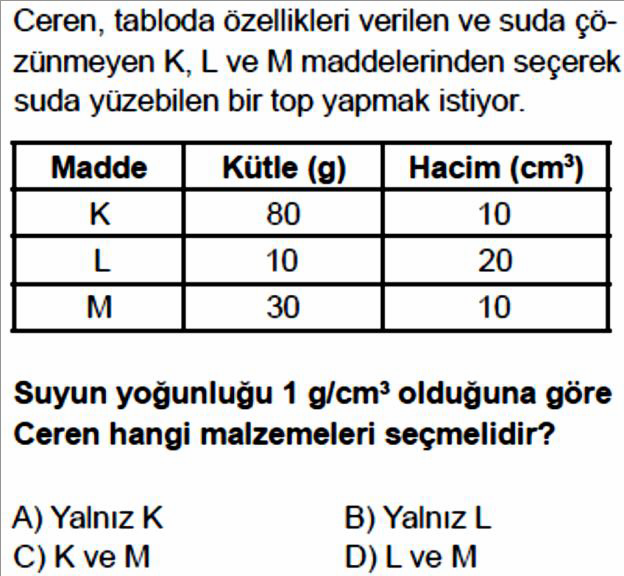 Ceren, tabloda özellikleri verilen ve suda çö-
zünmeyen K, L ve M maddelerinden seçerek
suda yüzebilen bir top yapmak istiyor.
Madde Kütle (g) Hacim (cm³)
K 80 10
L 10 20
M 30 10
Suyun yoğunluğu 1 g/cm³ olduğuna göre
Ceren hangi malzemeleri seçmelidir?
A) Yalnız K B) Yalnız L
C) K ve M D) L ve M